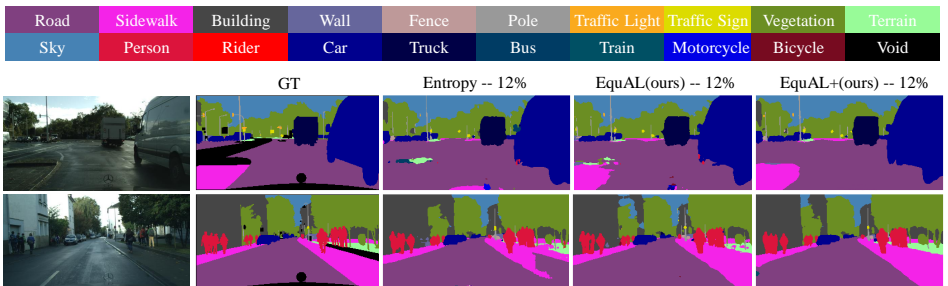 Road Sidewalk Building Wall Fence Pole Traffic Light Traffic Sign Vegetation Terrain
Sky Person Rider Car Truck Bus Train Motorcycle Bicycle Void
GT Entropy -- 12% EquAL(ours) -- 12% EquAL+(ours) -- 12%